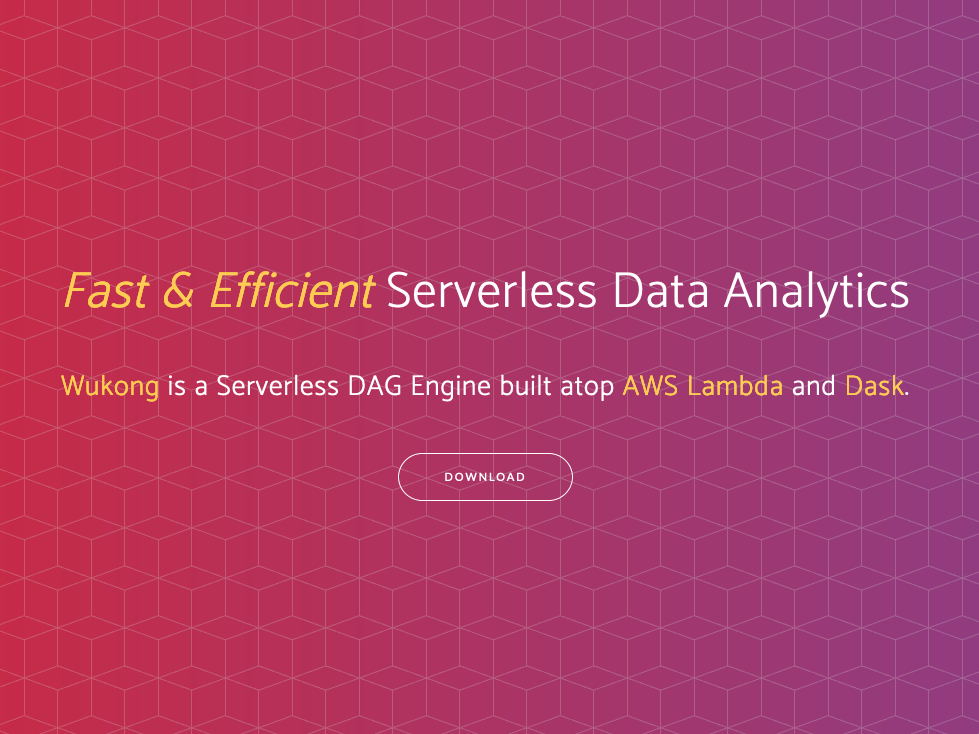 Fast & Efficient Serverless Data Analytics
Wukong is a Serverless DAG Engine built atop AWS Lambda and Dask.
DOWNLOAD